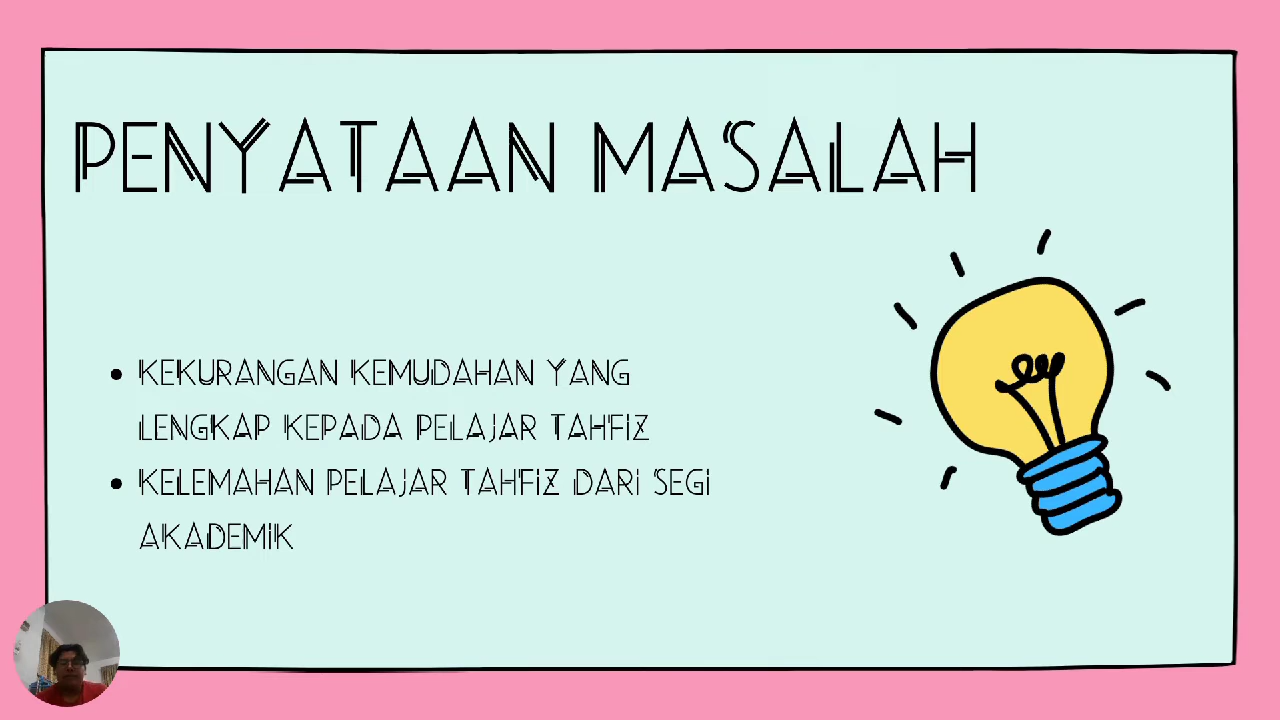 PENYATAAN MASALAH
• KEKURANGAN KEMUDAHAN YANG
LENGKAP KEPADA PELAJAR TAHFIZ
• KELEMAHAN PELAJAR TAHFIZ DARI SEGI
AKADEMIK